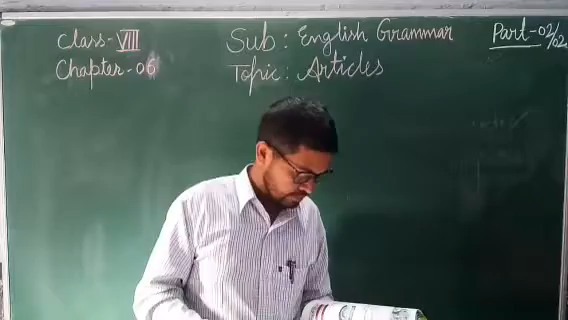 Class-VIII
Chapter-06
Sub: English Grammar
Topic: Articles
Part-02/02